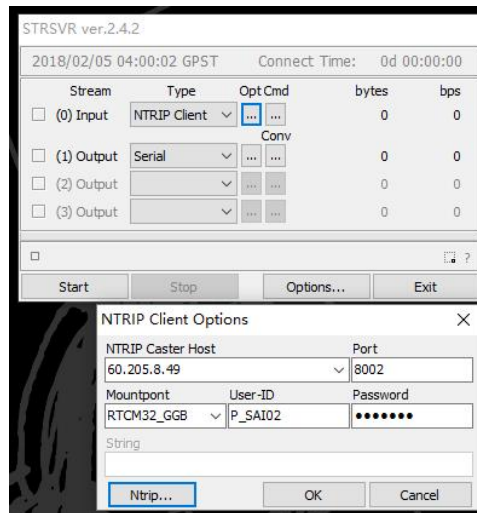 STRSVR ver.2.4.2
2018/02/05 04:00:02 GPST Connect Time: 0d 00:00:00
Stream Type Opt Cmd bytes bps
(0) Input NTRIP Client ... ... 0 0
Conv
(1) Output Serial ... ... 0 0
(2) Output ... ... 0 0
(3) Output ... ... 0 0
?
Start Stop Options... Exit
NTRIP Client Options
NTRIP Caster Host Port
60.205.8.49 8002
Mountpont User-ID Password
RTCM32_GGB P_SAI02 •••••••
String
Ntrip... OK Cancel